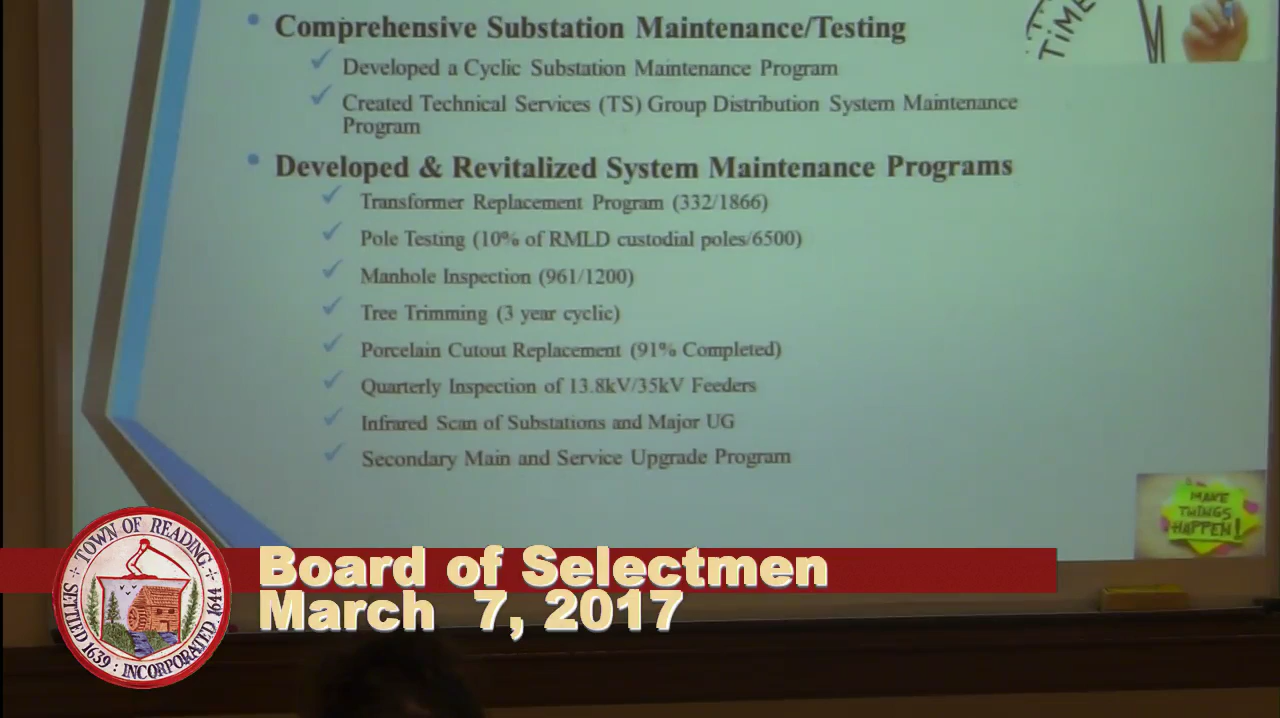 TiME
Comprehensive Substation Maintenance/Testing
Developed a Cyclic Substation Maintenance Program
Created Technical Services (TS) Group Distribution System Maintenance
Program
Developed & Revitalized System Maintenance Programs
Transformer Replacement Program (332/1866)
Pole Testing (10% of RMLD custodial poles/6500)
Manhole Inspection (961/1200)
Tree Trimming (3 year cyclic)
Porcelain Cutout Replacement (91% Completed)
Quarterly Inspection of 13.8kV/35kV Feeders
Infrared Scan of Substations and Major UG
Secondary Main and Service Upgrade Program
MAKE
THINGS
HAPPEN!
TOWN OF READING
SETTLED 1639 : INCORPORATED 1644
Board of Selectmen
March 7, 2017